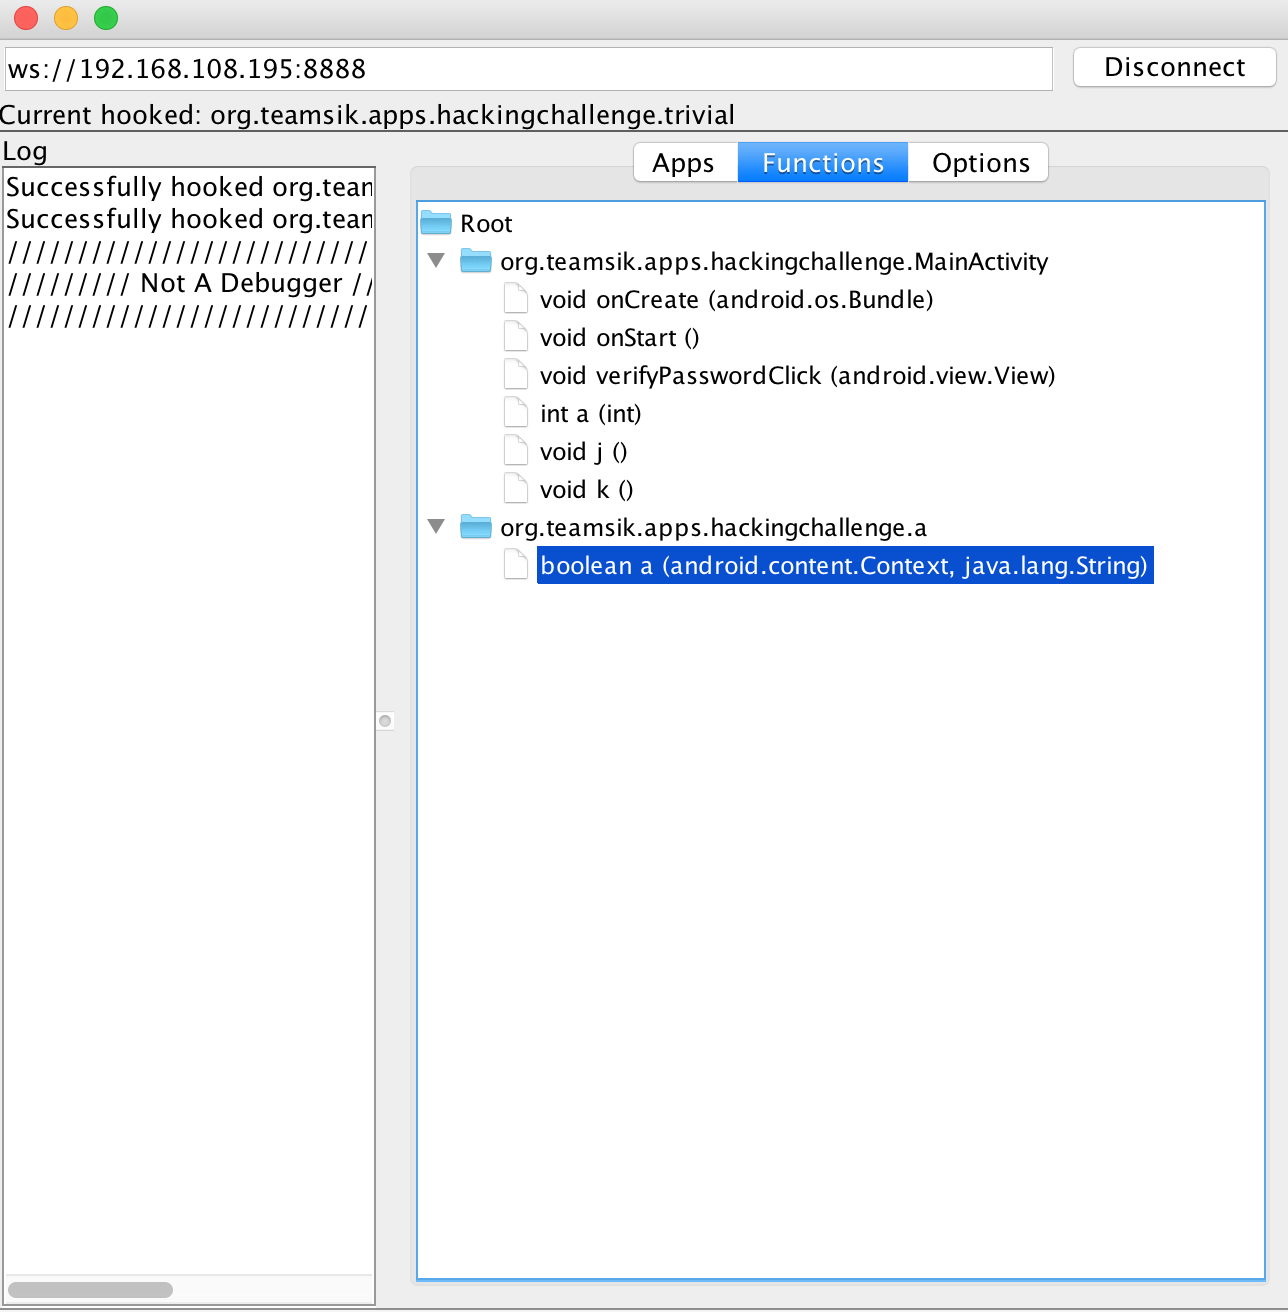 ws://192.168.108.195:8888
Disconnect
Current hooked: org.teamsik.apps.hackingchallenge.trivial
Log
Successfully hooked org.tean
Successfully hooked org.tean
//////////////////////////
///////// Not A Debugger //
//////////////////////////
Apps
Functions
Options
Root
org.teamsik.apps.hackingchallenge.MainActivity
void onCreate (android.os.Bundle)
void onStart ()
void verifyPasswordClick (android.view.View)
int a (int)
void j ()
void k ()
org.teamsik.apps.hackingchallenge.a
boolean a (android.content.Context, java.lang.String)